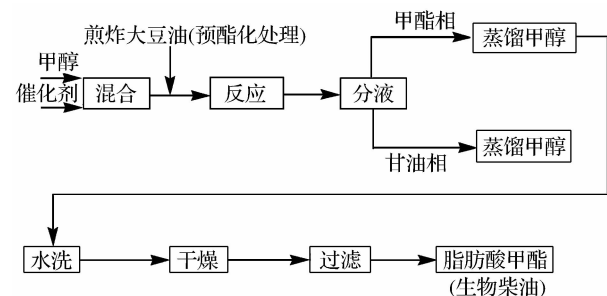 煎炸大豆油(预酯化处理)
甲酯相
蒸馏甲醇
甲醇
催化剂
混合
反应
分液
甘油相
蒸馏甲醇
水洗
干燥
过滤
脂肪酸甲酯
(生物柴油)